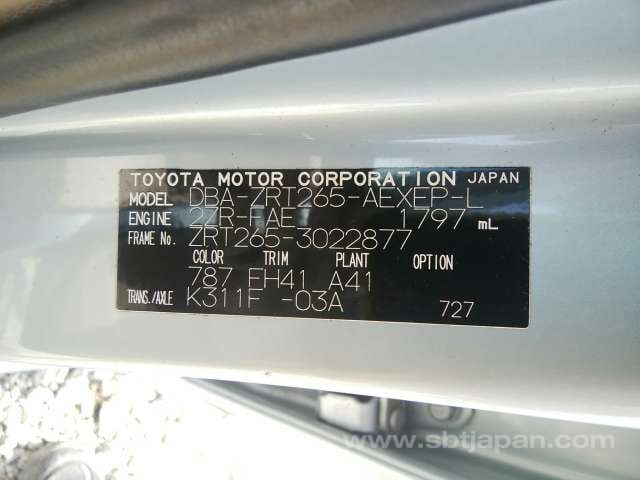 TOYOTA MOTOR CORPORATION JAPAN
MODEL DBA-ZRT265-AEXEP-L
ENGINE 2ZR-FAE 1797 mL
FRAME No. ZRT265-3022877
COLOR TRIM PLANT OPTION
787 EH41 A41
TRANS./AXLE K311F -03A 727
www.sbtjapan.com